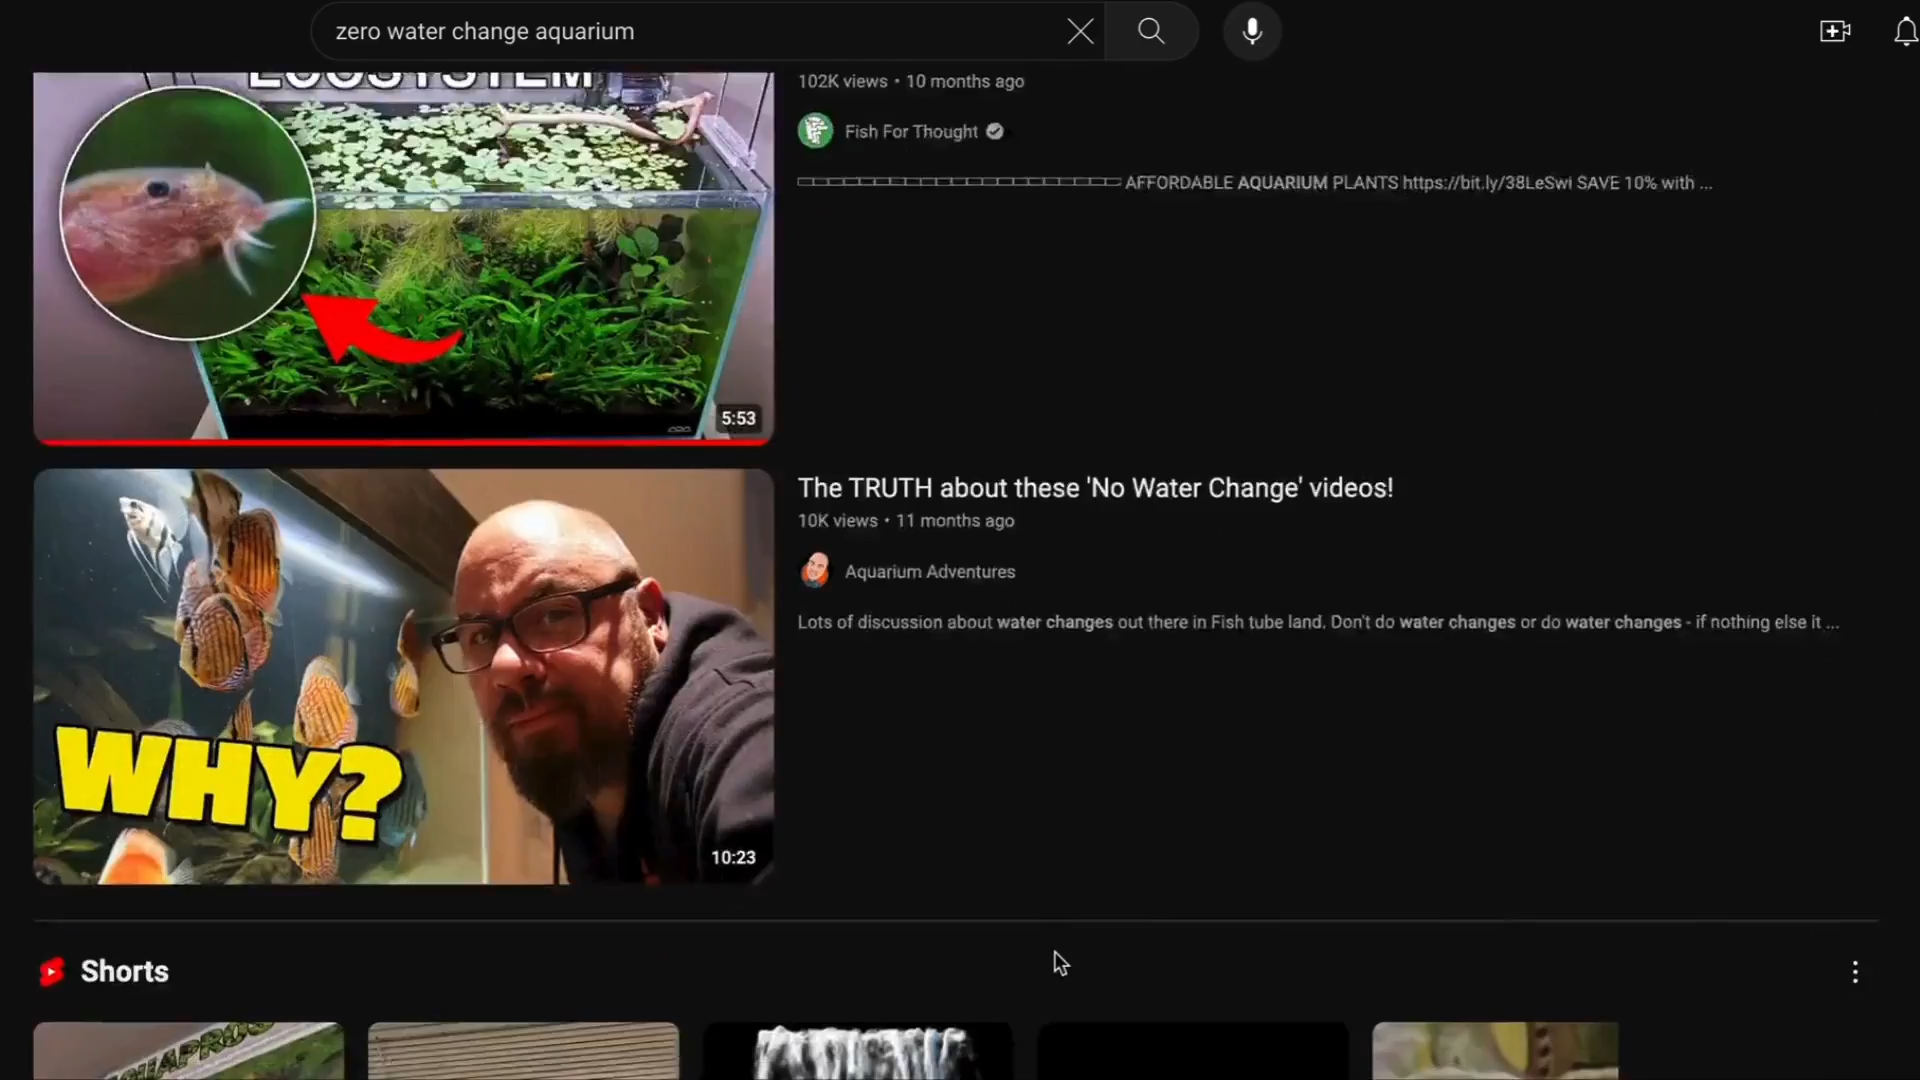 zero water change aquarium
ECOSYSTEM
102K views • 10 months ago
Fish For Thought
AFFORDABLE AQUARIUM PLANTS https://bit.ly/38LeSwi SAVE 10% with ...
5:53
The TRUTH about these 'No Water Change' videos!
10K views • 11 months ago
Aquarium Adventures
Lots of discussion about water changes out there in Fish tube land. Don't do water changes or do water changes - if nothing else it ...
WHY?
10:23
Shorts